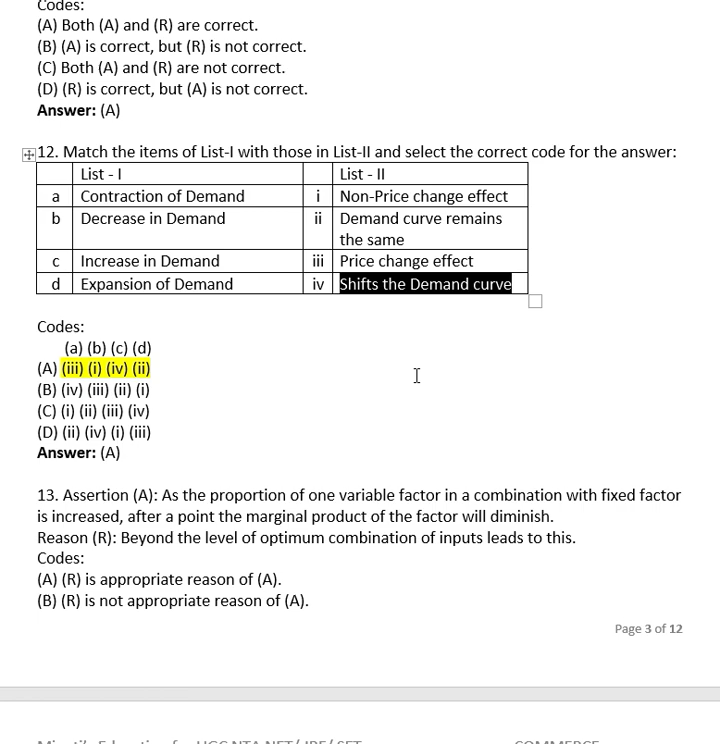 Codes:
(A) Both (A) and (R) are correct.
(B) (A) is correct, but (R) is not correct.
(C) Both (A) and (R) are not correct.
(D) (R) is correct, but (A) is not correct.
Answer: (A)
12. Match the items of List-I with those in List-II and select the correct code for the answer:
List - I List - II
a Contraction of Demand i Non-Price change effect
b Decrease in Demand ii Demand curve remains
the same
c Increase in Demand iii Price change effect
d Expansion of Demand iv Shifts the Demand curve
Codes:
(a) (b) (c) (d)
(A) (iii) (i) (iv) (ii)
(B) (iv) (iii) (ii) (i)
(C) (i) (ii) (iii) (iv)
(D) (ii) (iv) (i) (iii)
Answer: (A)
13. Assertion (A): As the proportion of one variable factor in a combination with fixed factor
is increased, after a point the marginal product of the factor will diminish.
Reason (R): Beyond the level of optimum combination of inputs leads to this.
Codes:
(A) (R) is appropriate reason of (A).
(B) (R) is not appropriate reason of (A).
Page 3 of 12